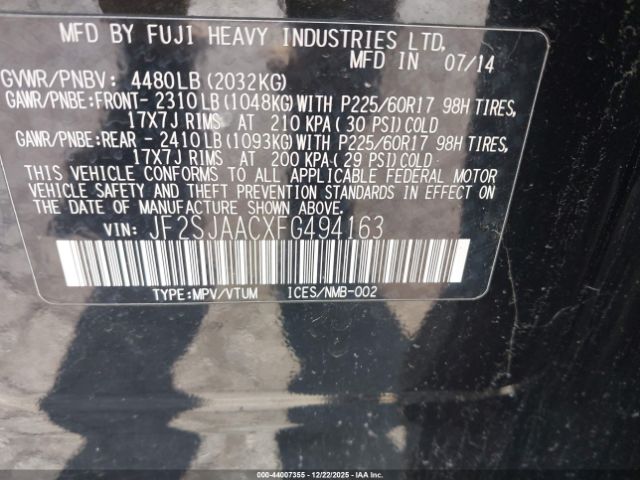 MFD BY FUJI HEAVY INDUSTRIES LTD.
MFD IN 07/14
GVWR/PNBV: 4480LB (2032KG)
GAWR/PNBE:FRONT- 2310 LB (1048KG) WITH P225/60R17 98H TIRES,
17X7J RIMS AT 210 KPA (30 PSI) COLD
GAWR/PNBE:REAR - 2410 LB (1093KG) WITH P225/60R17 98H TIRES,
17X7J RIMS AT 200 KPA (29 PSI) COLD
THIS VEHICLE CONFORMS TO ALL APPLICABLE FEDERAL MOTOR
VEHICLE SAFETY AND THEFT PREVENTION STANDARDS IN EFFECT ON
THE DATE OF MANUFACTURE SHOWN ABOVE.
VIN: JF2SJAACXFG494163
TYPE:MPV/VTUM ICES/NMB-002
000-44007355 - 12/22/2025 - IAAI.COM